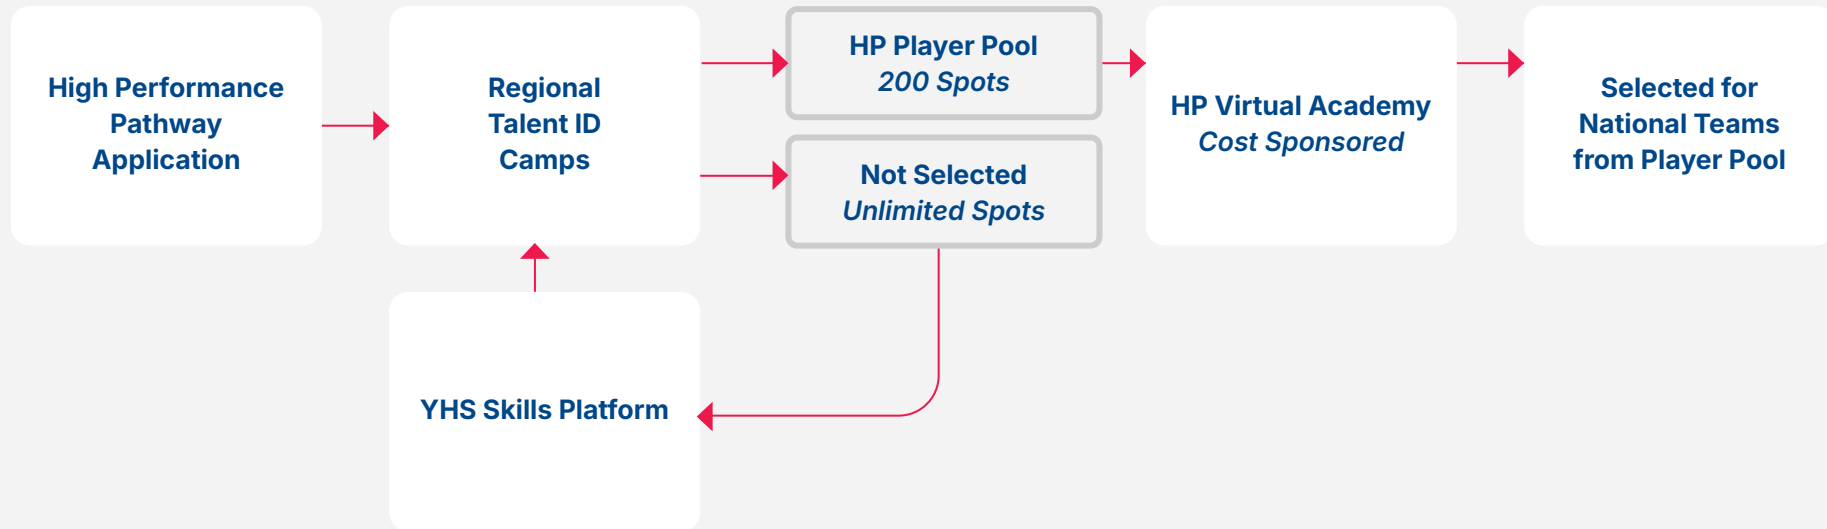 High Performance
Pathway
Application
Regional
Talent ID
Camps
HP Player Pool
200 Spots
Not Selected
Unlimited Spots
HP Virtual Academy
Cost Sponsored
Selected for
National Teams
from Player Pool
YHS Skills Platform